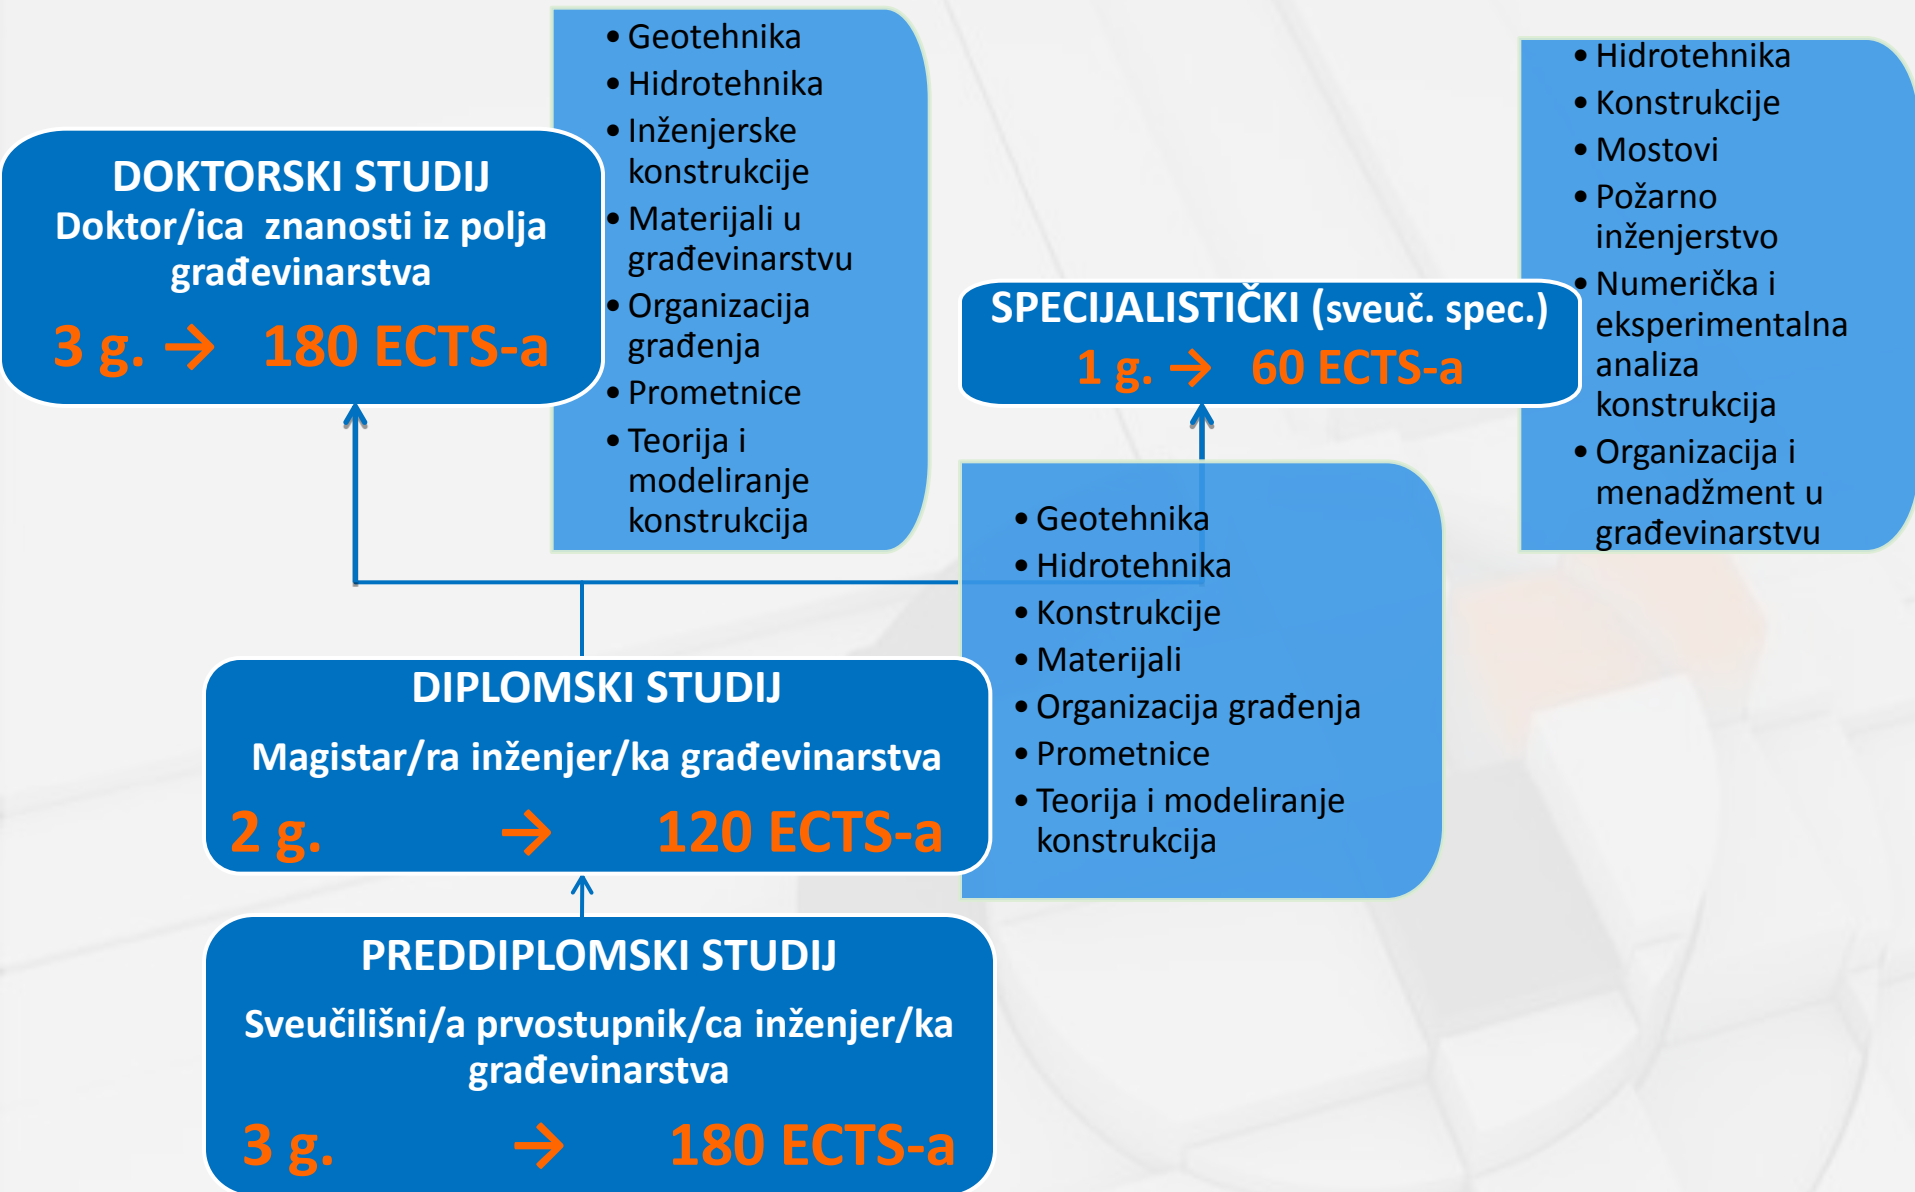 DOKTORSKI STUDIJ
Doktor/ica znanosti iz polja
građevinarstva
3 g. → 180 ECTS-a
• Geotehnika
• Hidrotehnika
• Inženjerske
konstrukcije
• Materijali u
građevinarstvu
• Organizacija
građenja
• Prometnice
• Teorija i
modeliranje
konstrukcija
SPECIJALISTIČKI (sveuč. spec.)
1 g. → 60 ECTS-a
• Hidrotehnika
• Konstrukcije
• Mostovi
• Požarno
inženjerstvo
• Numerička i
eksperimentalna
analiza
konstrukcija
• Organizacija i
menadžment u
građevinarstvu
DIPLOMSKI STUDIJ
Magistar/ra inženjer/ka građevinarstva
2 g. → 120 ECTS-a
• Geotehnika
• Hidrotehnika
• Konstrukcije
• Materijali
• Organizacija građenja
• Prometnice
• Teorija i modeliranje
konstrukcija
PREDDIPLOMSKI STUDIJ
Sveučilišni/a prvostupnik/ca inženjer/ka
građevinarstva
3 g. → 180 ECTS-a